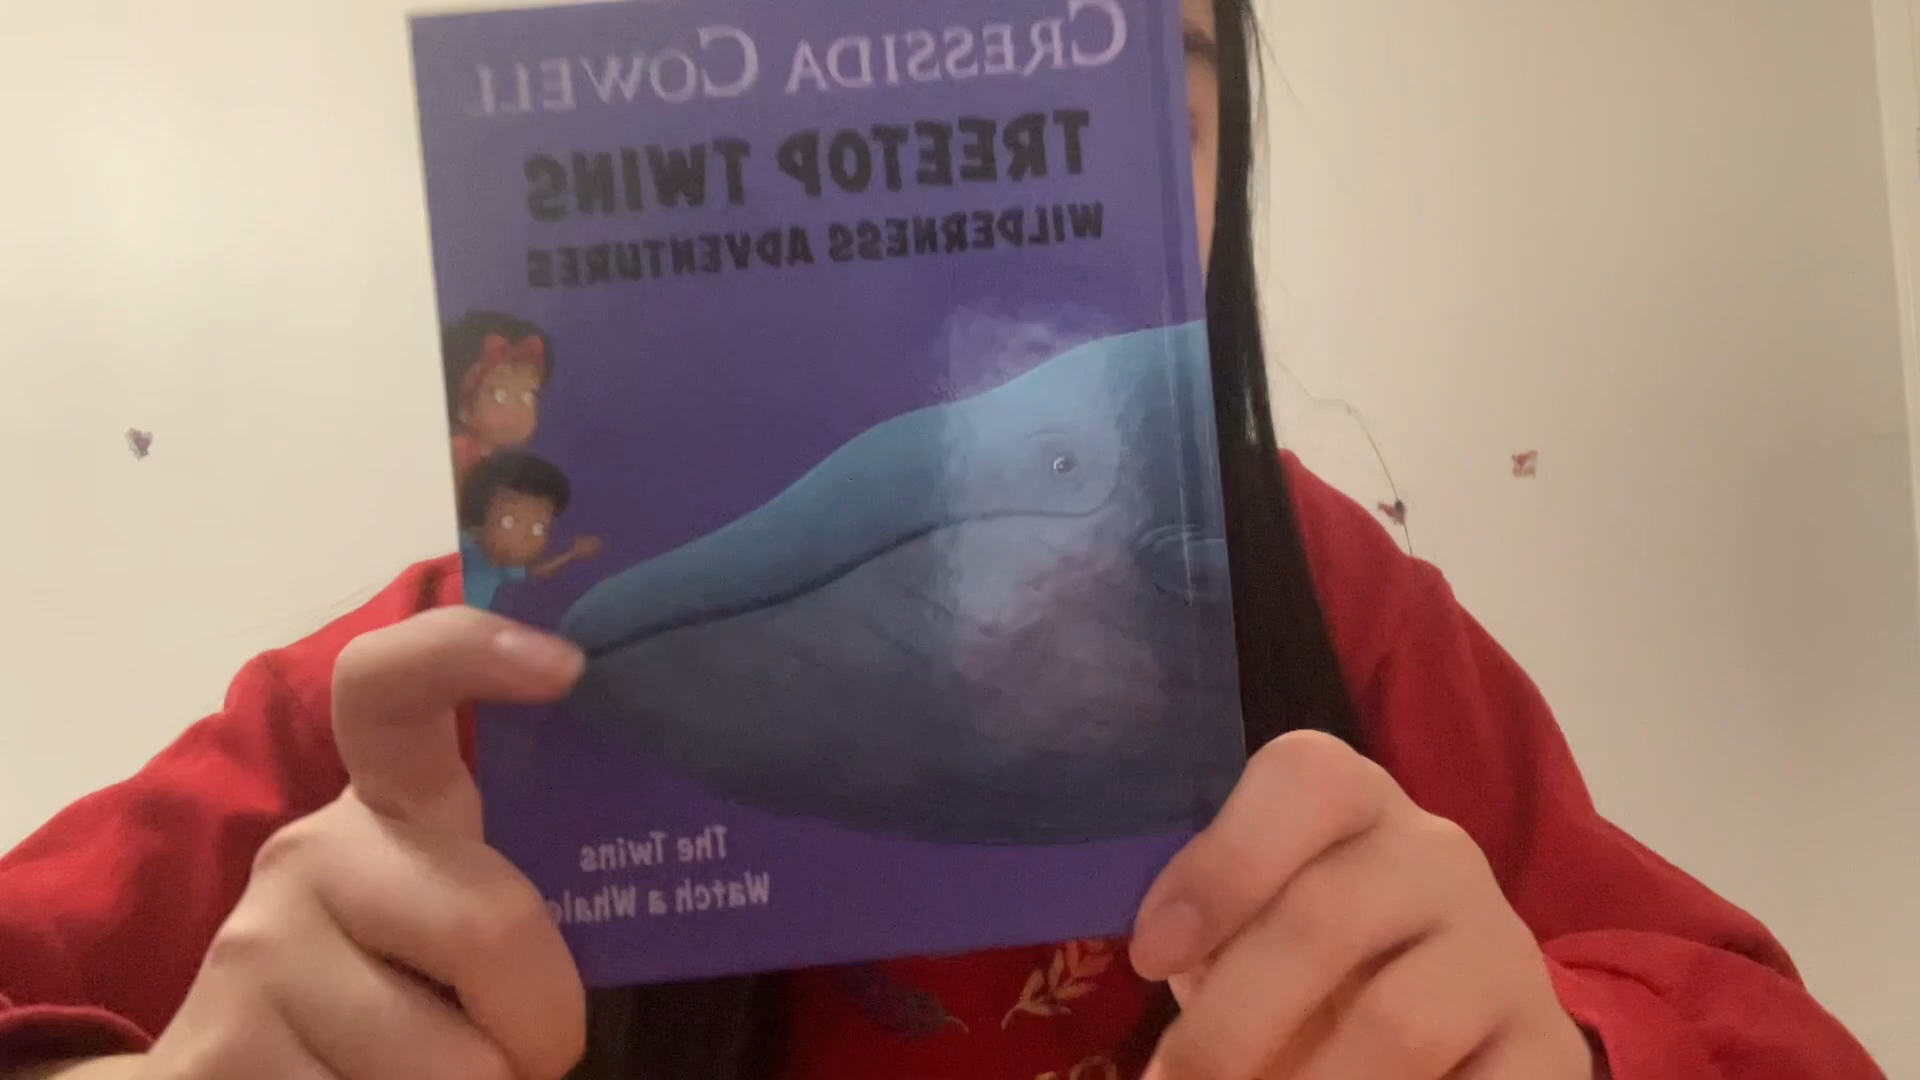 CRESSIDA COWELL
TREETOP TWINS
WILDERNESS ADVENTURES
The Twins
Watch a Whale